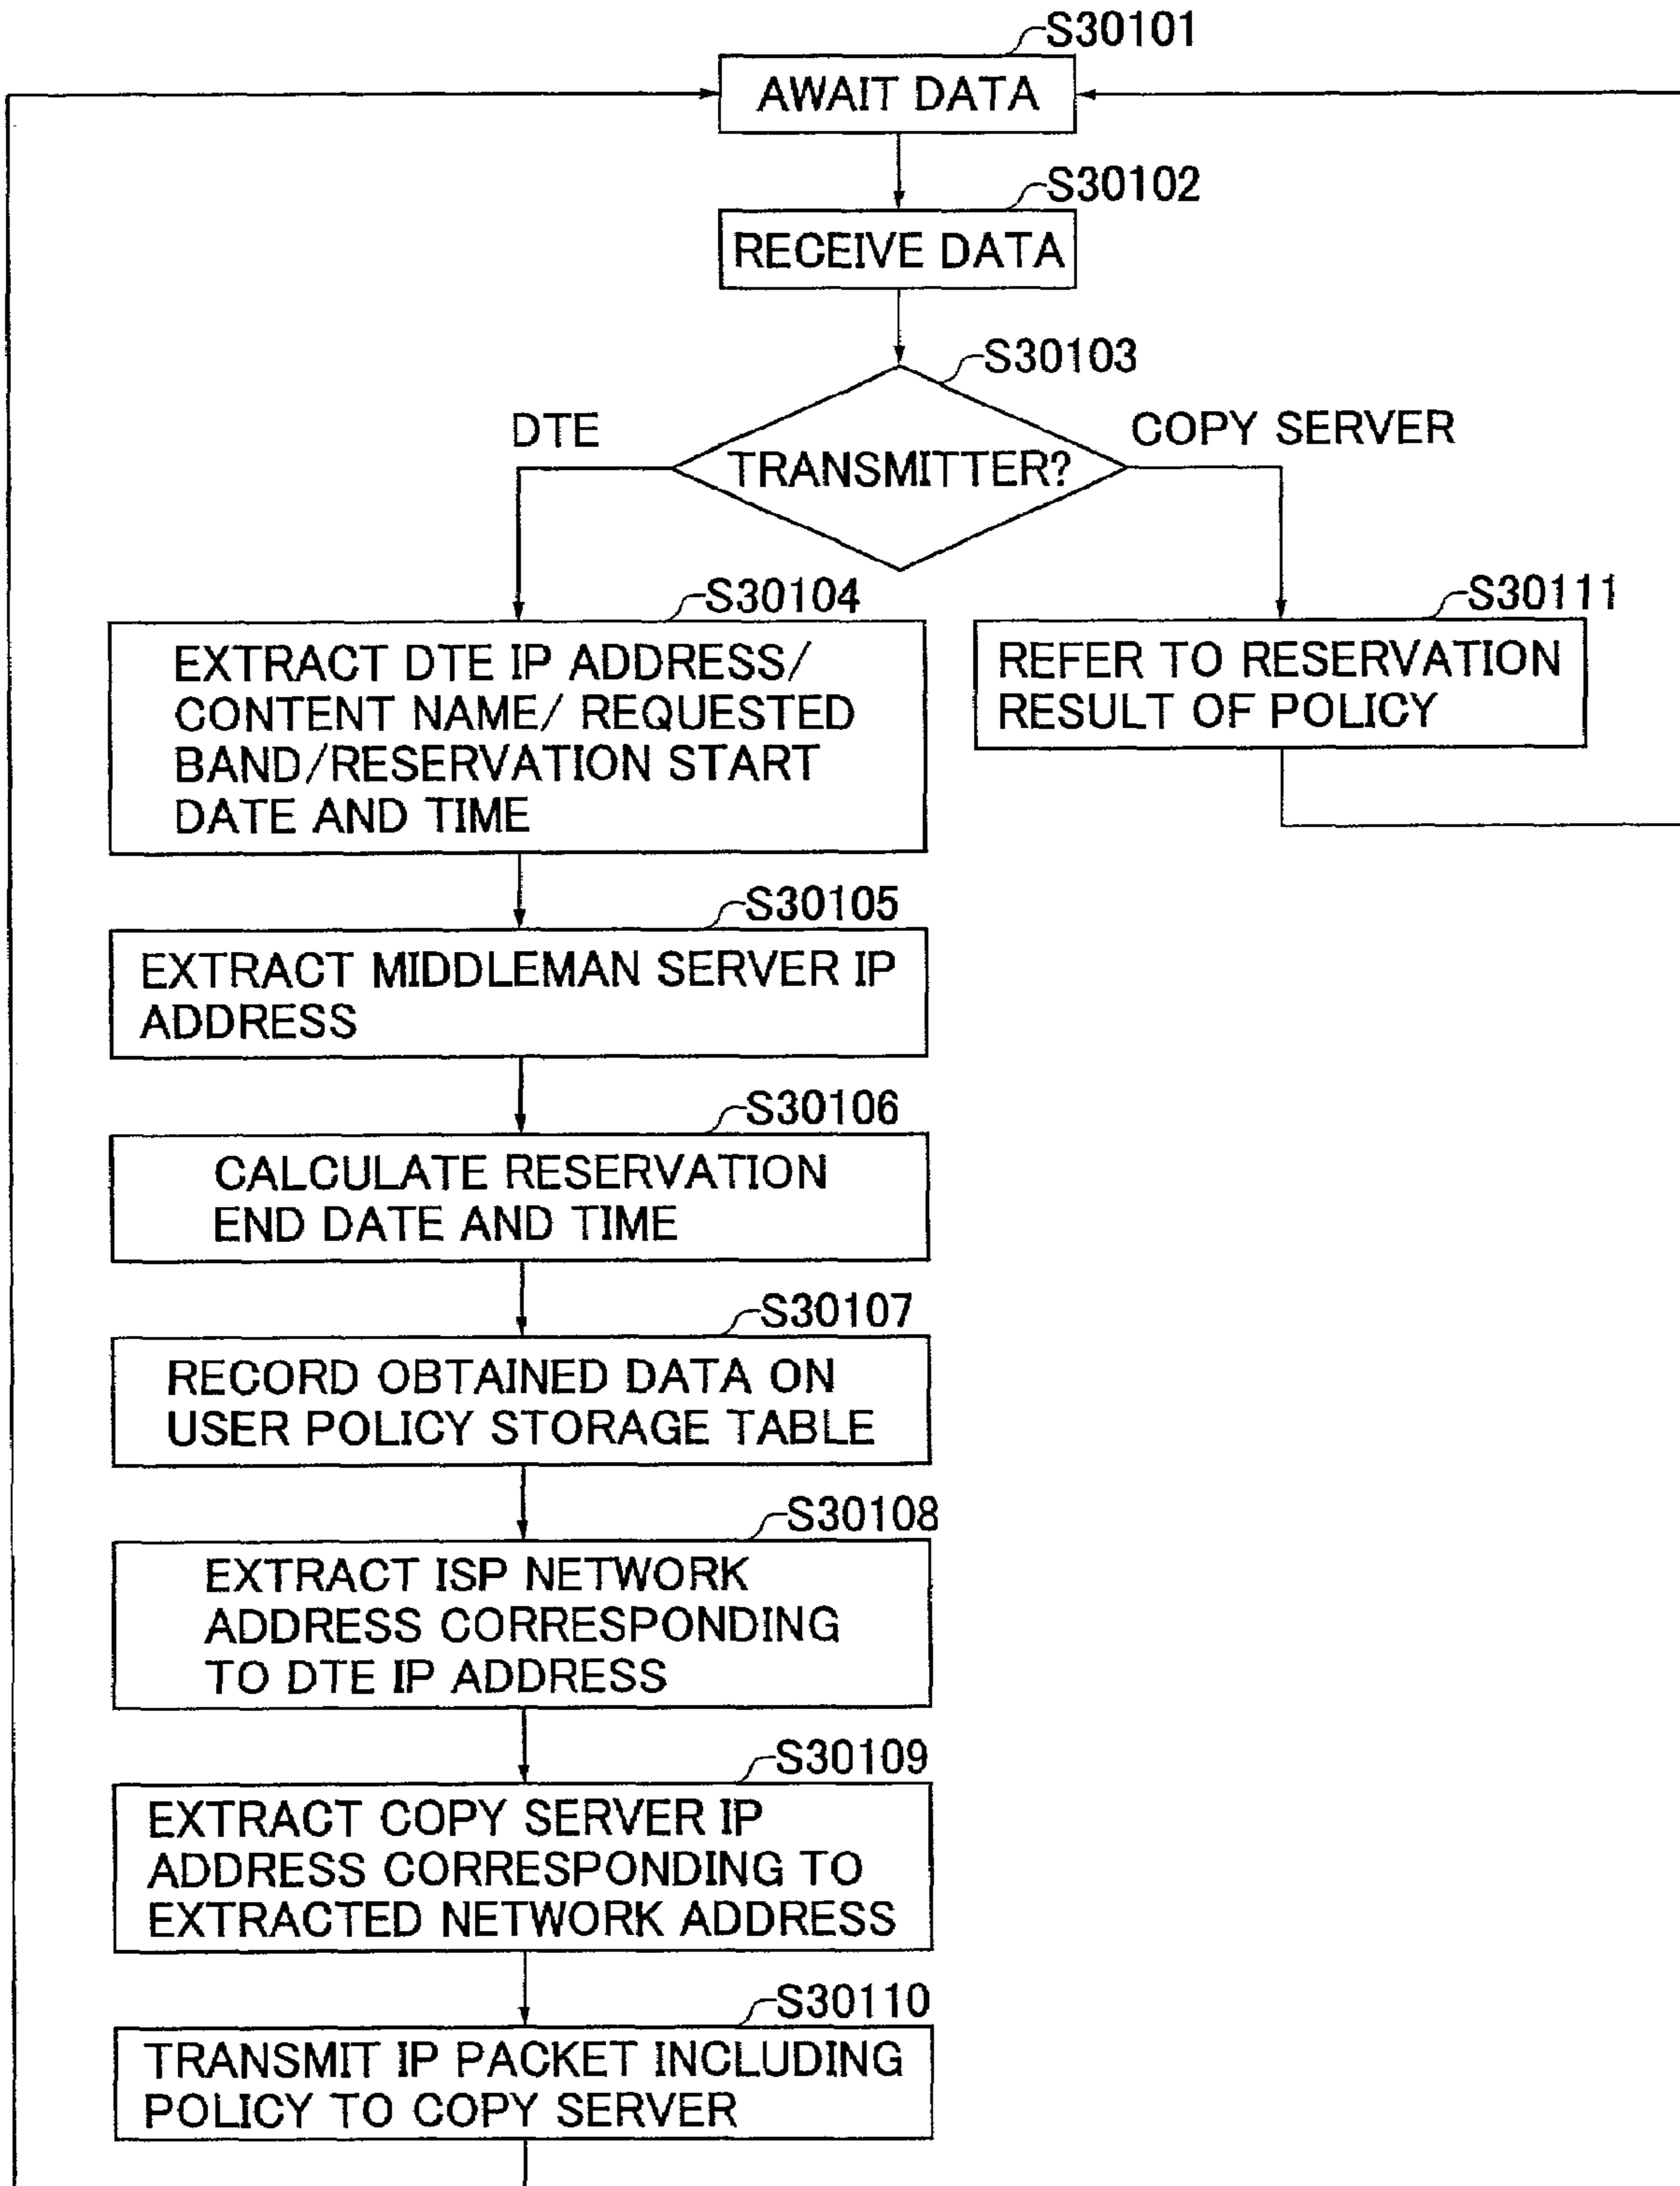 S30101
AWAIT DATA
S30102
RECEIVE DATA
S30103
DTE
TRANSMITTER?
COPY SERVER
S30104
EXTRACT DTE IP ADDRESS/
CONTENT NAME/ REQUESTED
BAND/RESERVATION START
DATE AND TIME
S30111
REFER TO RESERVATION
RESULT OF POLICY
S30105
EXTRACT MIDDLEMAN SERVER IP
ADDRESS
S30106
CALCULATE RESERVATION
END DATE AND TIME
S30107
RECORD OBTAINED DATA ON
USER POLICY STORAGE TABLE
S30108
EXTRACT ISP NETWORK
ADDRESS CORRESPONDING
TO DTE IP ADDRESS
S30109
EXTRACT COPY SERVER IP
ADDRESS CORRESPONDING TO
EXTRACTED NETWORK ADDRESS
S30110
TRANSMIT IP PACKET INCLUDING
POLICY TO COPY SERVER